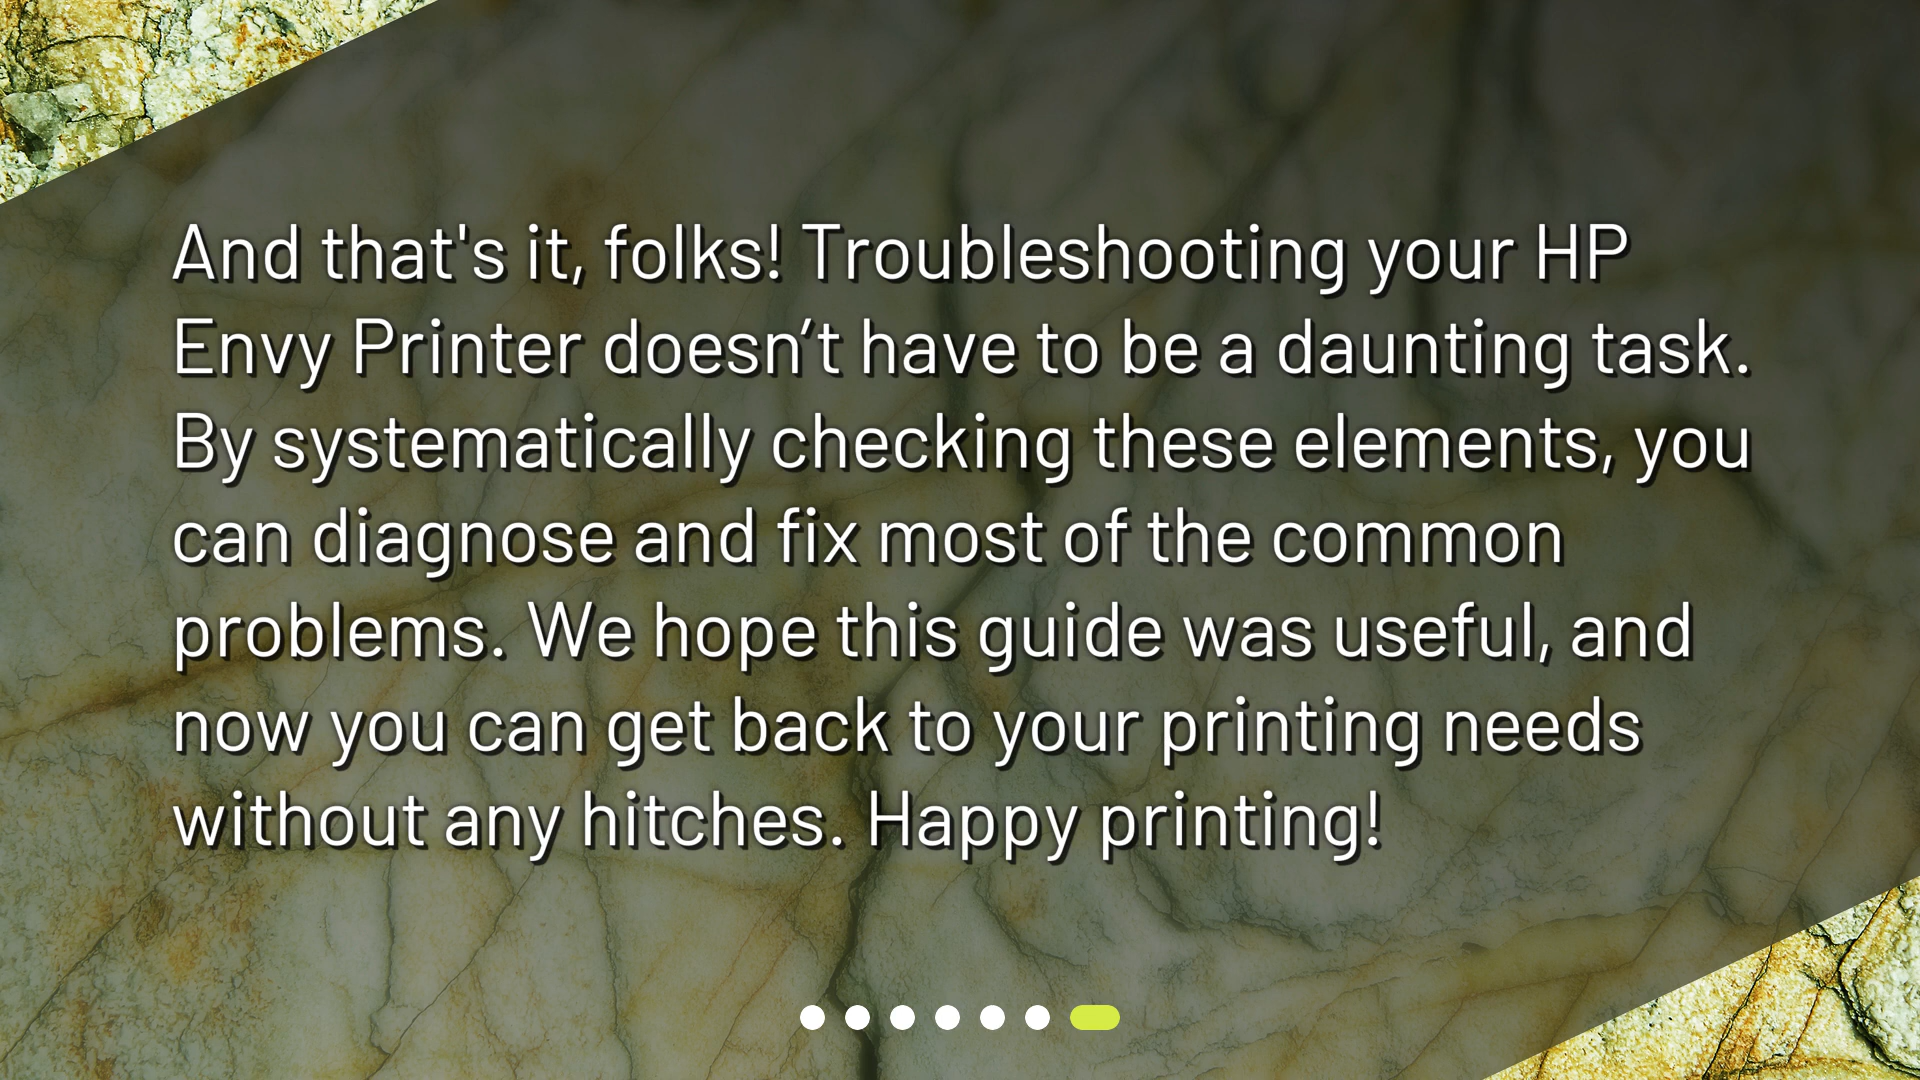 And that's it, folks! Troubleshooting your HP
Envy Printer doesn’t have to be a daunting task.
By systematically checking these elements, you
can diagnose and fix most of the common
problems. We hope this guide was useful, and
now you can get back to your printing needs
without any hitches. Happy printing!